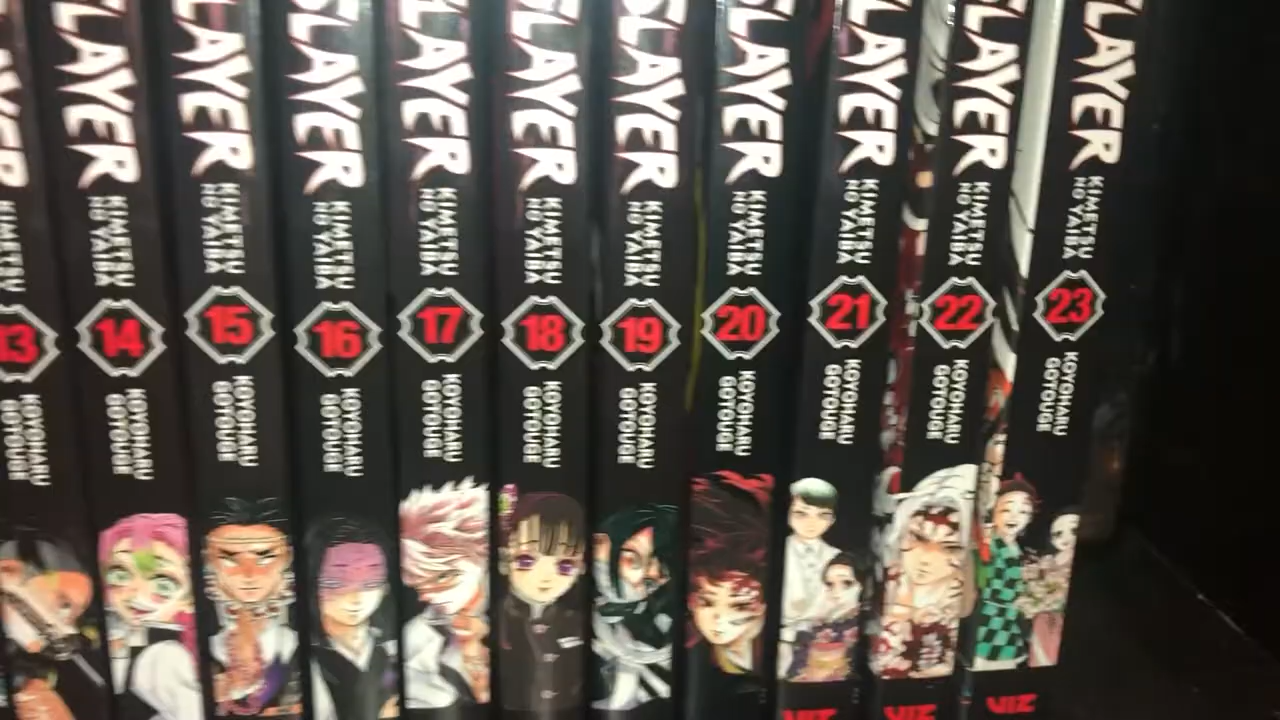 SLAYER
KIMETSU
NO YAIBA
13
KOYOHARU
GOTOUGE
SLAYER
KIMETSU
NO YAIBA
14
KOYOHARU
GOTOUGE
SLAYER
KIMETSU
NO YAIBA
15
KOYOHARU
GOTOUGE
SLAYER
KIMETSU
NO YAIBA
16
KOYOHARU
GOTOUGE
SLAYER
KIMETSU
NO YAIBA
17
KOYOHARU
GOTOUGE
SLAYER
KIMETSU
NO YAIBA
18
KOYOHARU
GOTOUGE
SLAYER
KIMETSU
NO YAIBA
19
KOYOHARU
GOTOUGE
SLAYER
KIMETSU
NO YAIBA
20
KOYOHARU
GOTOUGE
SLAYER
KIMETSU
NO YAIBA
21
KOYOHARU
GOTOUGE
VIZ
SLAYER
KIMETSU
NO YAIBA
22
KOYOHARU
GOTOUGE
VIZ
SLAYER
KIMETSU
NO YAIBA
23
KOYOHARU
GOTOUGE
VIZ